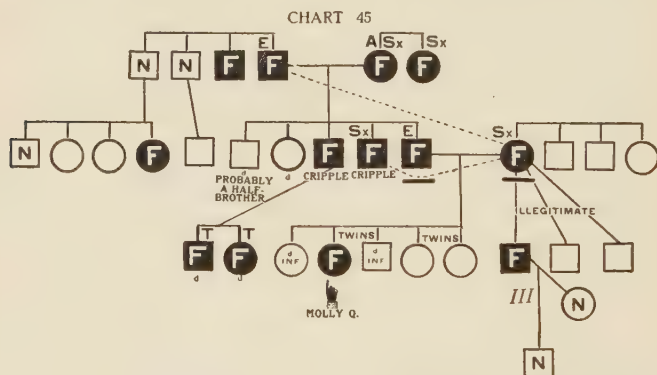 CHART 45
E A Sx Sx
N N F F F F
Sx E Sx
N F d d F F F F
PROBABLY
A HALF-
BROTHER.
CRIPPLE CRIPPLE
ILLEGITIMATE
T T TWINS TWINS
F F d INF F d INF F
d d
MOLLY Q.
III N
N